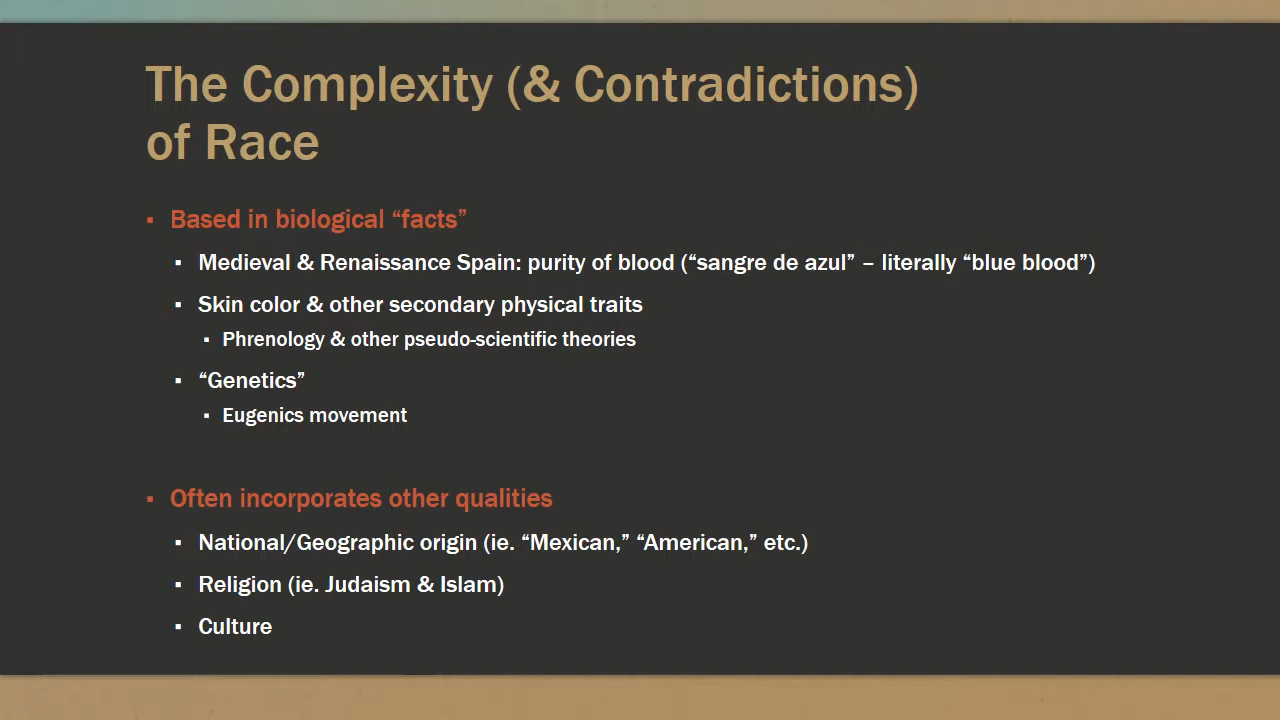 The Complexity (& Contradictions)
of Race
▪ Based in biological “facts”
▪ Medieval & Renaissance Spain: purity of blood (“sangre de azul” – literally “blue blood”)
▪ Skin color & other secondary physical traits
▪ Phrenology & other pseudo-scientific theories
▪ “Genetics”
▪ Eugenics movement
▪ Often incorporates other qualities
▪ National/Geographic origin (ie. “Mexican,” “American,” etc.)
▪ Religion (ie. Judaism & Islam)
▪ Culture